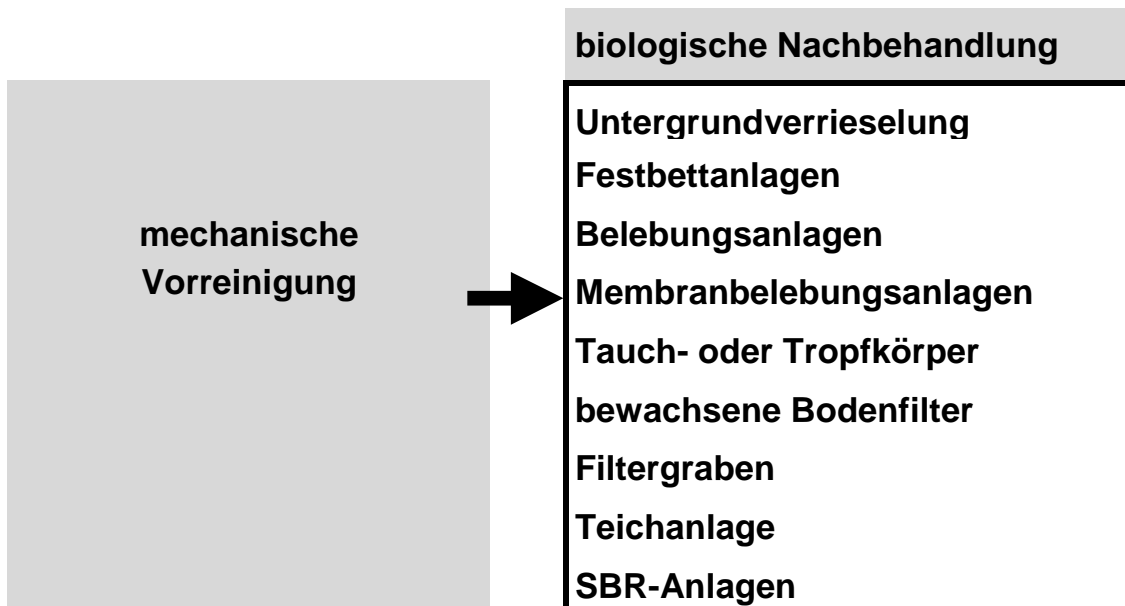 biologische Nachbehandlung
mechanische
Vorreinigung
Untergrundverrieselung
Festbettanlagen
Belebungsanlagen
Membranbelebungsanlagen
Tauch- oder Tropfkörper
bewachsene Bodenfilter
Filtergraben
Teichanlage
SBR-Anlagen